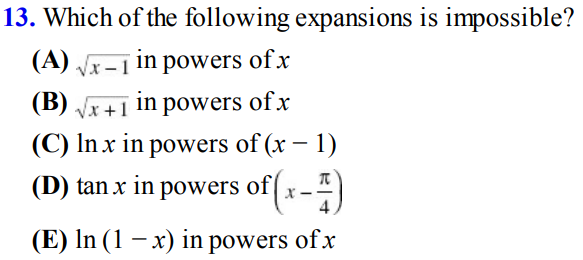 13. Which of the following expansions is impossible?
(A) √x − 1 in powers of x
(B) √x + 1 in powers of x
(C) ln x in powers of (x − 1)
(D) tan x in powers of (x − π/4)
(E) ln (1 − x) in powers of x